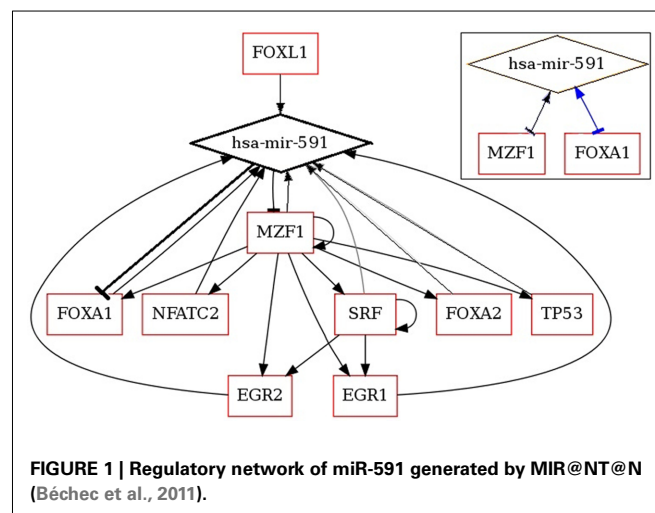 FOXL1
hsa-mir-591
hsa-mir-591
MZF1 FOXA1
MZF1
FOXA1 NFATC2 SRF FOXA2 TP53
EGR2 EGR1
FIGURE 1 | Regulatory network of miR-591 generated by MIR@NT@N
(Béchec et al., 2011).